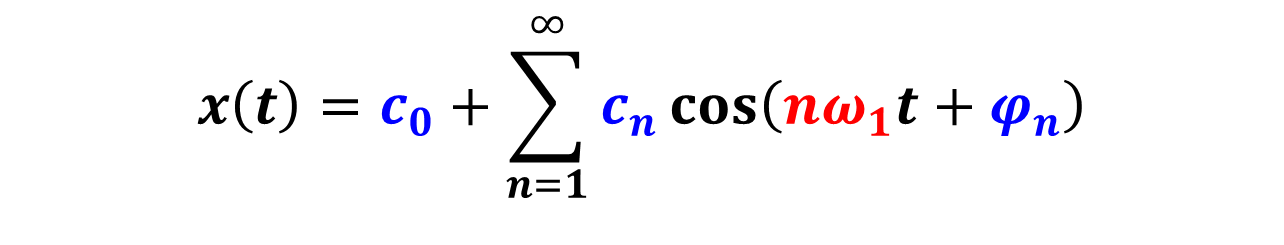 x(t) = c₀ + ∑_{n=1}^{∞} cₙ cos(nω₁t + φₙ)